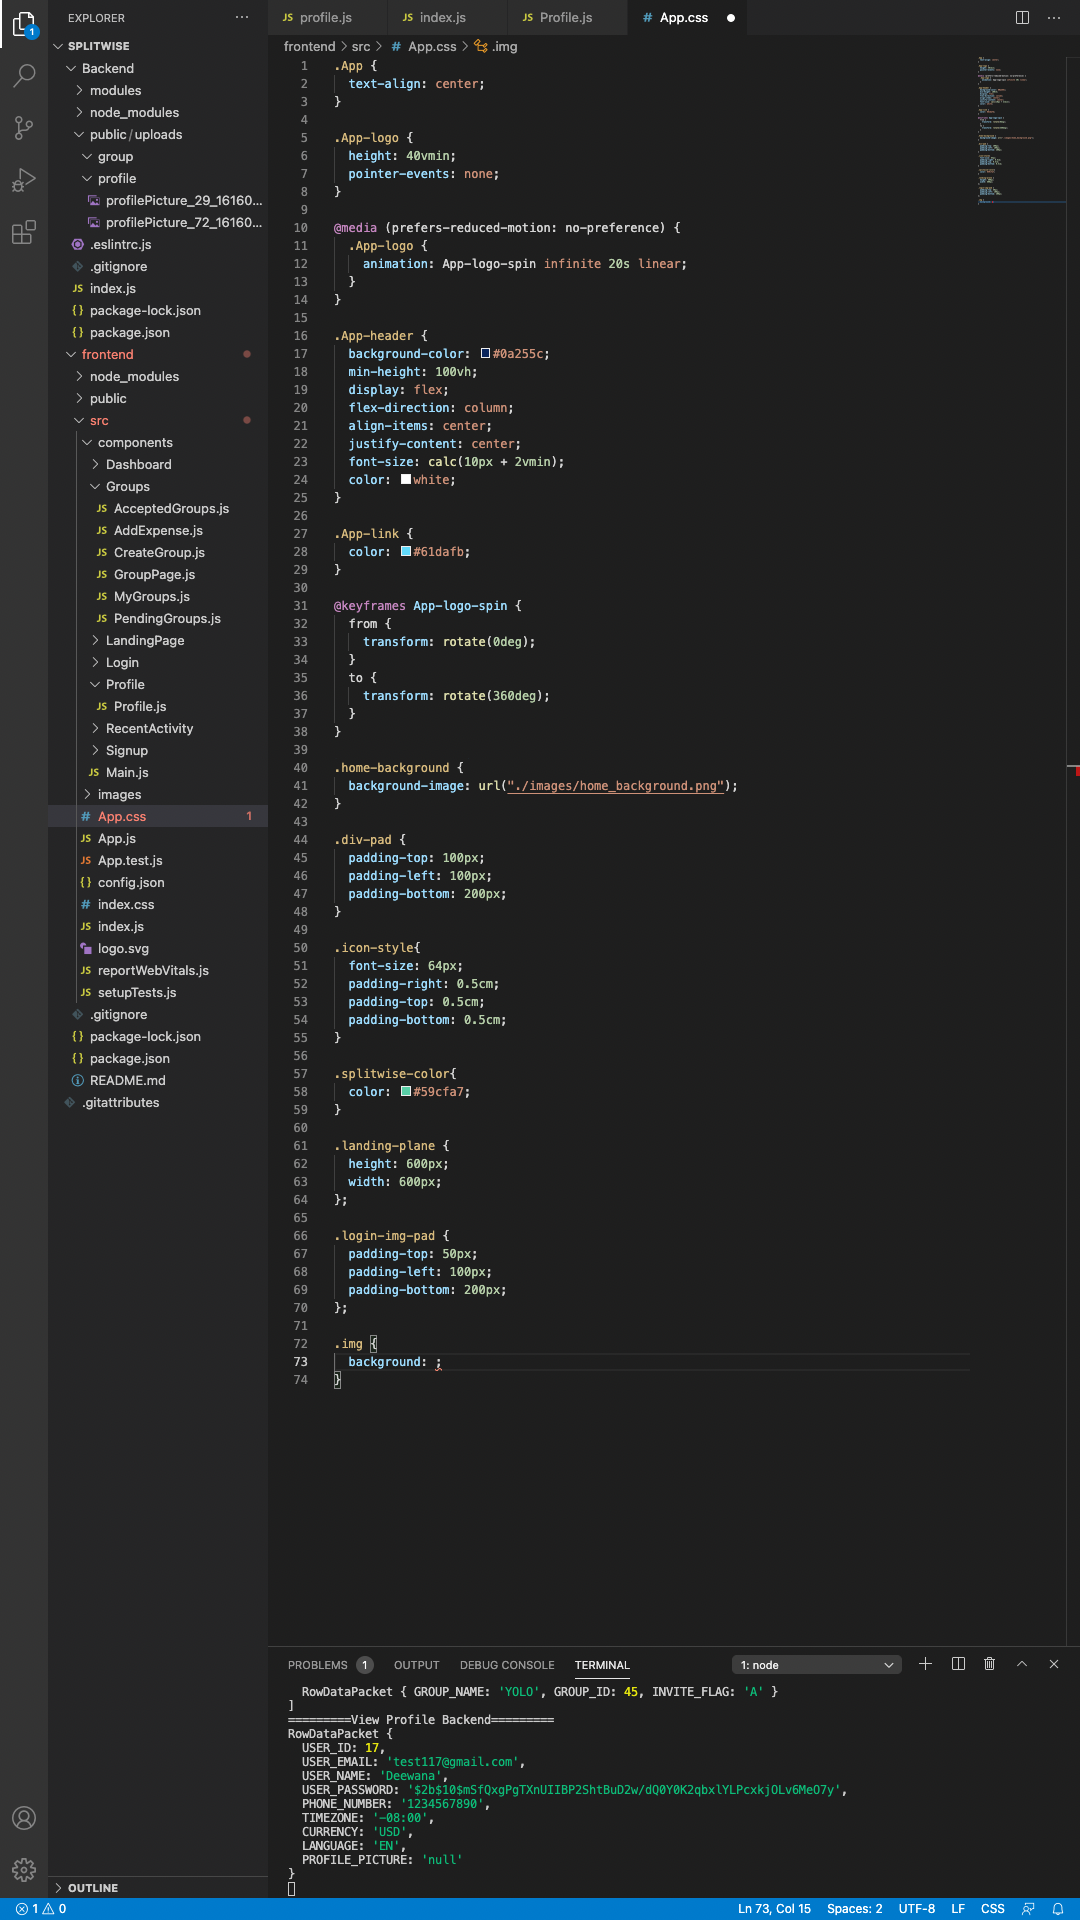 EXPLORER
SPLITWISE
Backend
modules
node_modules
public/uploads
group
profile
profilePicture_29_16160...
profilePicture_72_16160...
.eslintrc.js
.gitignore
index.js
package-lock.json
package.json
frontend
node_modules
public
src
components
Dashboard
Groups
AcceptedGroups.js
AddExpense.js
CreateGroup.js
GroupPage.js
MyGroups.js
PendingGroups.js
LandingPage
Login
Profile
Profile.js
RecentActivity
Signup
Main.js
images
App.css 1
App.js
App.test.js
config.json
index.css
index.js
logo.svg
reportWebVitals.js
setupTests.js
.gitignore
package-lock.json
package.json
README.md
.gitattributes
OUTLINE
JS profile.js JS index.js JS Profile.js # App.css
frontend > src > # App.css > .img
1 .App {
2 text-align: center;
3 }
4
5 .App-logo {
6 height: 40vmin;
7 pointer-events: none;
8 }
9
10 @media (prefers-reduced-motion: no-preference) {
11 .App-logo {
12 animation: App-logo-spin infinite 20s linear;
13 }
14 }
15
16 .App-header {
17 background-color: #0a255c;
18 min-height: 100vh;
19 display: flex;
20 flex-direction: column;
21 align-items: center;
22 justify-content: center;
23 font-size: calc(10px + 2vmin);
24 color: white;
25 }
26
27 .App-link {
28 color: #61dafb;
29 }
30
31 @keyframes App-logo-spin {
32 from {
33 transform: rotate(0deg);
34 }
35 to {
36 transform: rotate(360deg);
37 }
38 }
39
40 .home-background {
41 background-image: url("./images/home_background.png");
42 }
43
44 .div-pad {
45 padding-top: 100px;
46 padding-left: 100px;
47 padding-bottom: 200px;
48 }
49
50 .icon-style{
51 font-size: 64px;
52 padding-right: 0.5cm;
53 padding-top: 0.5cm;
54 padding-bottom: 0.5cm;
55 }
56
57 .splitwise-color{
58 color: #59cfa7;
59 }
60
61 .landing-plane {
62 height: 600px;
63 width: 600px;
64 };
65
66 .login-img-pad {
67 padding-top: 50px;
68 padding-left: 100px;
69 padding-bottom: 200px;
70 };
71
72 .img {
73 background: ;
74 }
PROBLEMS 1 OUTPUT DEBUG CONSOLE TERMINAL 1: node
RowDataPacket { GROUP_NAME: 'YOLO', GROUP_ID: 45, INVITE_FLAG: 'A' }
]
=========View Profile Backend=========
RowDataPacket {
USER_ID: 17,
USER_EMAIL: 'test117@gmail.com',
USER_NAME: 'Deewana',
USER_PASSWORD: '$2b$10$mSfQxgPgTXnUIIBP2ShtBuD2w/dQ0Y0K2qbxlYLPcxkjOLv6MeO7y',
PHONE_NUMBER: '1234567890',
TIMEZONE: '-08:00',
CURRENCY: 'USD',
LANGUAGE: 'EN',
PROFILE_PICTURE: 'null'
}
1 0 Ln 73, Col 15 Spaces: 2 UTF-8 LF CSS